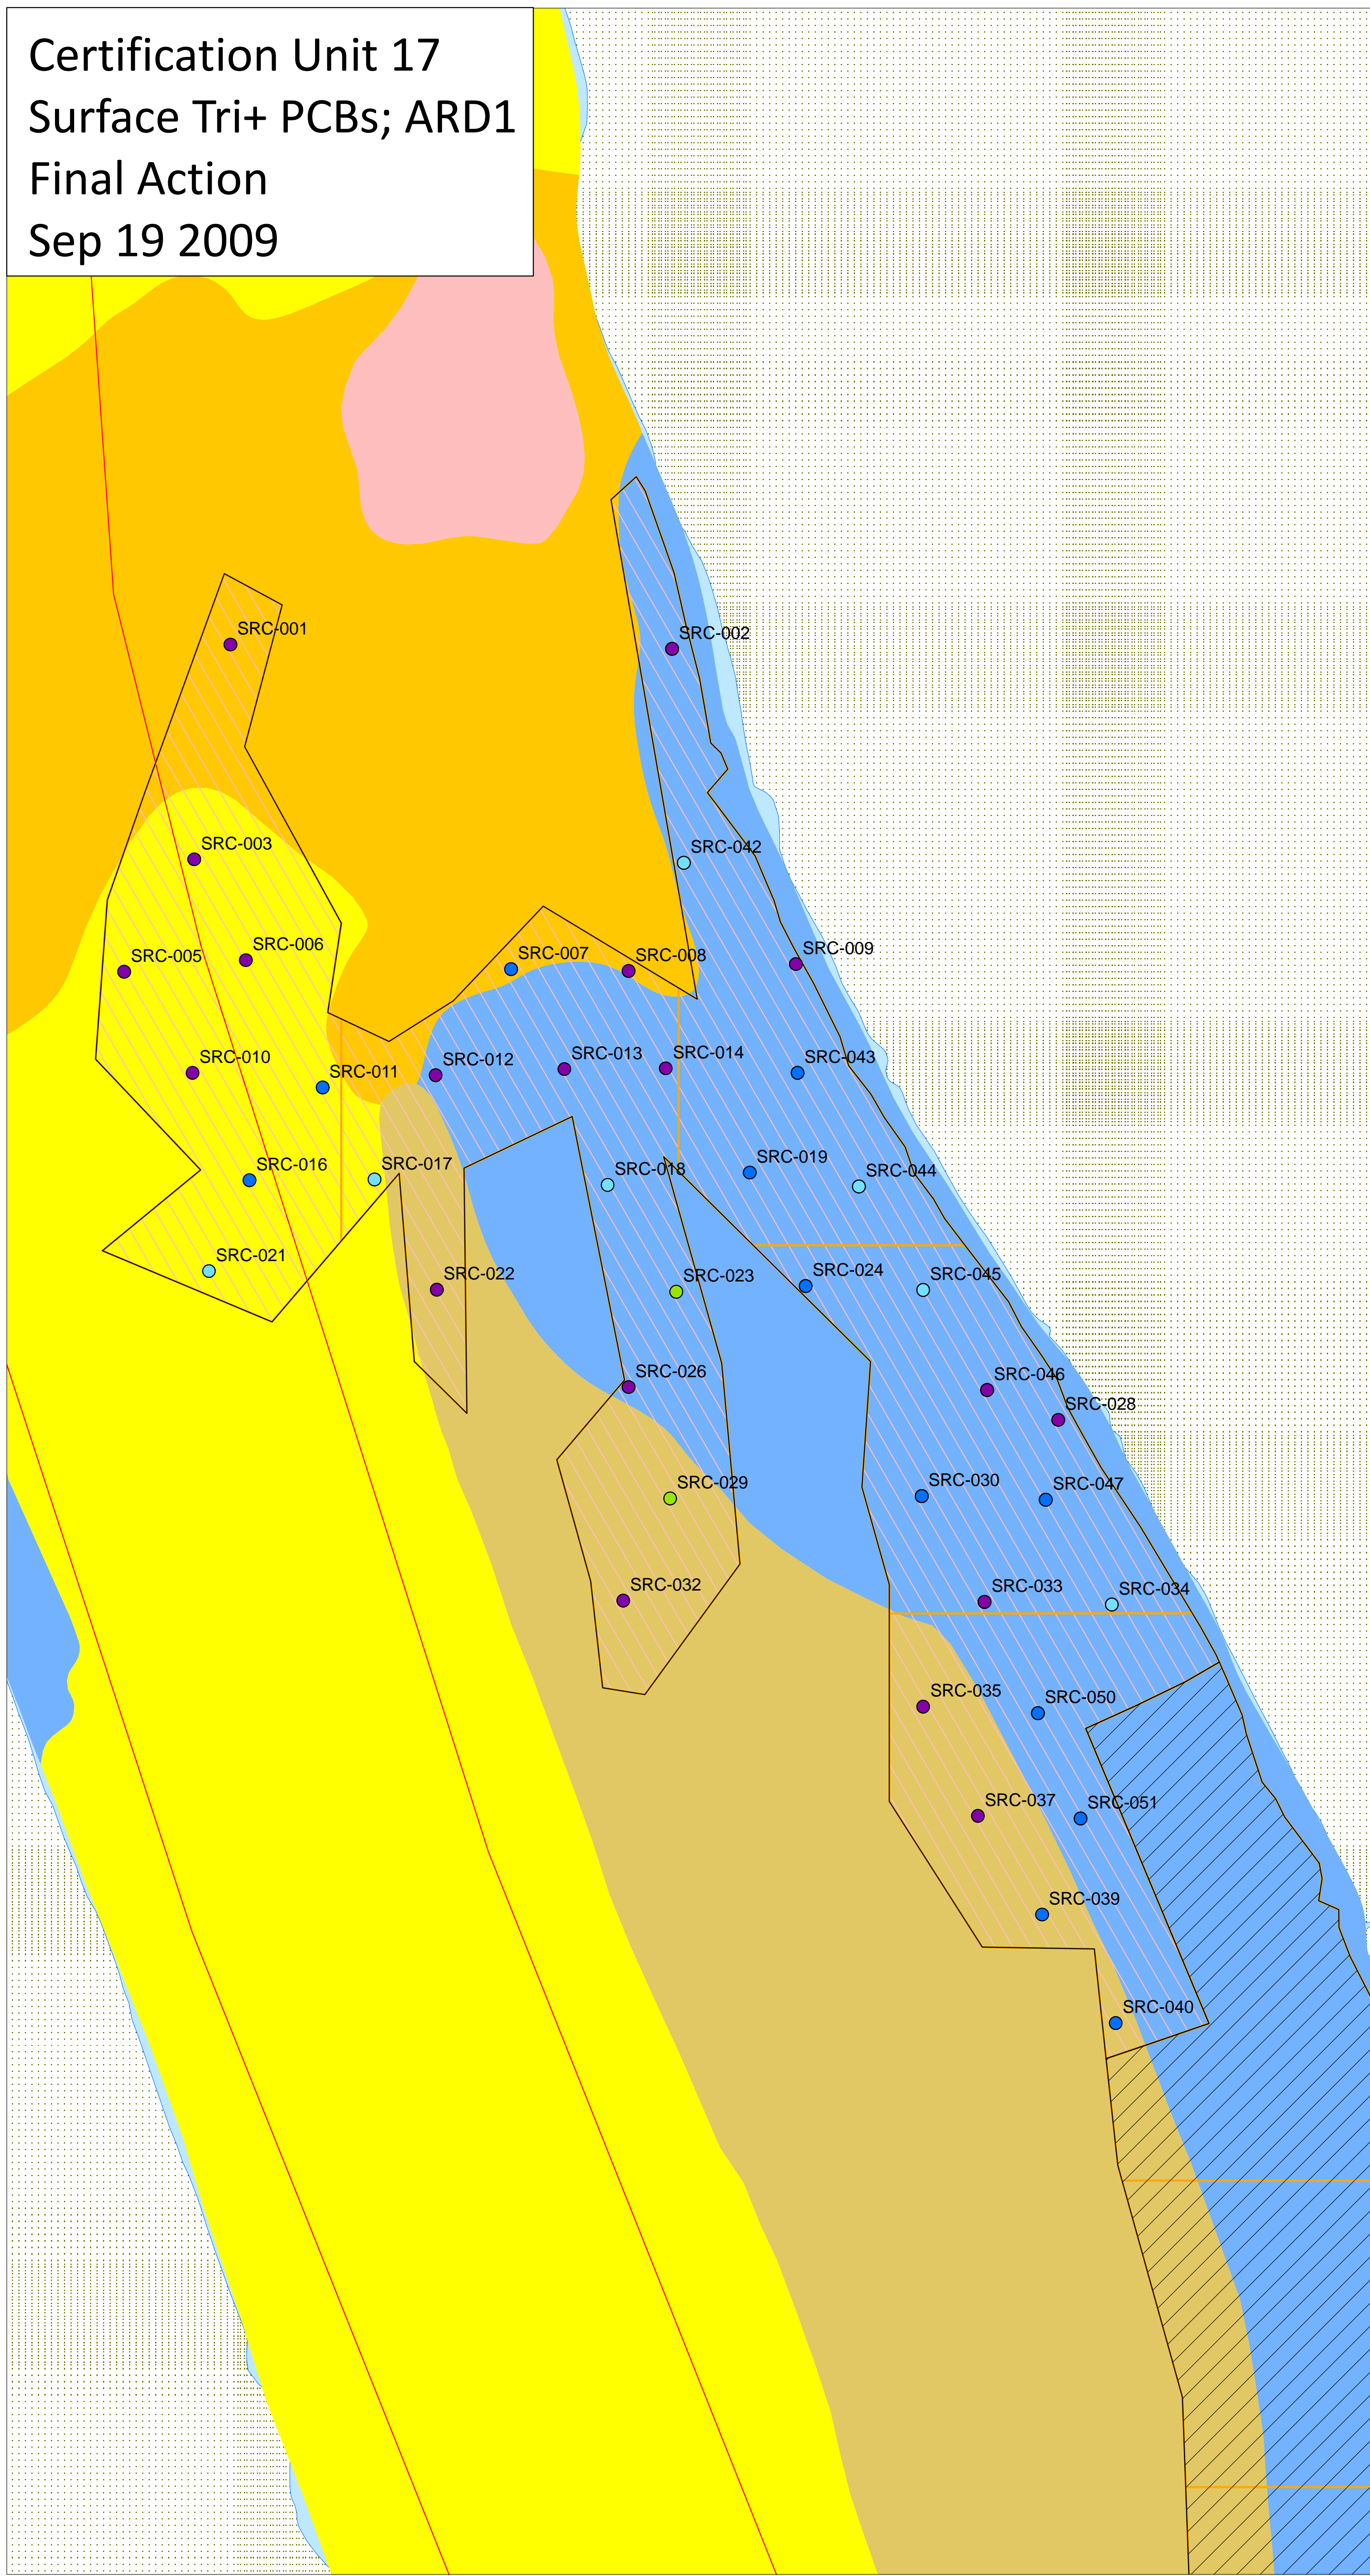 Certification Unit 17
Surface Tri+ PCBs; ARD1
Final Action
Sep 19 2009
SRC-001
SRC-002
SRC-042
SRC-003
SRC-006
SRC-005
SRC-007
SRC-008
SRC-009
SRC-010
SRC-011
SRC-012
SRC-013
SRC-014
SRC-043
SRC-016
SRC-017
SRC-018
SRC-019
SRC-044
SRC-021
SRC-022
SRC-023
SRC-024
SRC-045
SRC-026
SRC-046
SRC-028
SRC-029
SRC-030
SRC-047
SRC-032
SRC-033
SRC-034
SRC-035
SRC-050
SRC-037
SRC-051
SRC-039
SRC-040